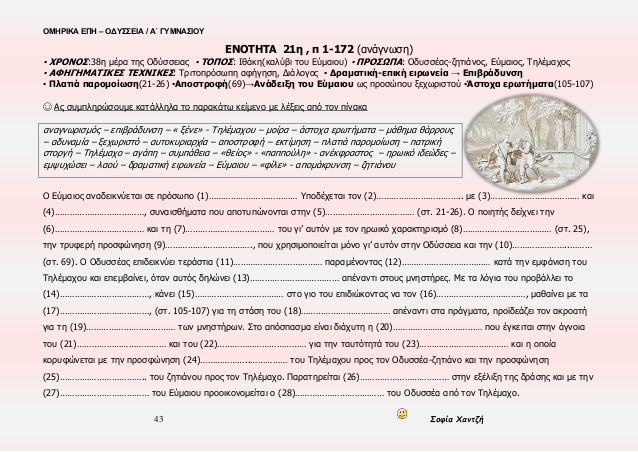 ΟΜΗΡΙΚΑ ΕΠΗ – ΟΔΥΣΣΕΙΑ / Α΄ ΓΥΜΝΑΣΙΟΥ
ΕΝΟΤΗΤΑ 21η , π 1-172 (ανάγνωση)
• ΧΡΟΝΟΣ:38η μέρα της Οδύσσειας • ΤΟΠΟΣ: Ιθάκη(καλύβι του Εύμαιου) • ΠΡΟΣΩΠΑ: Οδυσσέας-ζητιάνος, Εύμαιος, Τηλέμαχος
• ΑΦΗΓΗΜΑΤΙΚΕΣ ΤΕΧΝΙΚΕΣ: Τριτοπρόσωπη αφήγηση, Διάλογος • Δραματική-επική ειρωνεία → Επιβράδυνση
• Πλατιά παρομοίωση(21-26) •Αποστροφή(69)→Ανάδειξη του Εύμαιου ως προσώπου ξεχωριστού •Άστοχα ερωτήματα(105-107)
☺ Ας συμπληρώσουμε κατάλληλα το παρακάτω κείμενο με λέξεις από τον πίνακα
αναγνωρισμός – επιβράδυνση – « ξένε» - Τηλέμαχου – μοίρα – άστοχα ερωτήματα – μάθημα θάρρους
– αδυναμία – ξεχωριστό – αυτοκυριαρχία – αποστροφή – εκτίμηση – πλατιά παρομοίωση – πατρική
στοργή – Τηλέμαχο – αγάπη – συμπάθεια – «θείος» - «παππούλη» - ανέκφραστος – ηρωικό ιδεώδες –
εμψυχώσει – λαού – δραματική ειρωνεία – Εύμαιου – «φίλε» - απομάκρυνση – ζητιάνου
Ο Εύμαιος αναδεικνύεται σε πρόσωπο (1)……………………………. Υποδέχεται τον (2)……………………………. με (3)……………………………. και
(4)……………………………., συναισθήματα που αποτυπώνονται στην (5)……………………………. (στ. 21-26). Ο ποιητής δείχνει την
(6)……………………………. και τη (7)……………………………. του γι’ αυτόν με τον ηρωικό χαρακτηρισμό (8)……………………………. (στ. 25),
την τρυφερή προσφώνηση (9)……………………………., που χρησιμοποιείται μόνο γι’ αυτόν στην Οδύσσεια και την (10)…………………………
(στ. 69). Ο Οδυσσέας επιδεικνύει τεράστια (11)……………………………. παραμένοντας (12)……………………………. κατά την εμφάνιση του
Τηλέμαχου και επεμβαίνει, όταν αυτός δηλώνει (13)……………………………. απέναντι στους μνηστήρες. Με τα λόγια του προβάλλει το
(14)……………………………., κάνει (15)……………………………. στο γιο του επιδιώκοντας να τον (16)……………………………., μαθαίνει με τα
(17)……………………………., (στ. 105-107) για τη στάση του (18)……………………………. απέναντι στα πράγματα, προϊδεάζει τον ακροατή
για τη (19)……………………………. των μνηστήρων. Στο απόσπασμα είναι διάχυτη η (20)……………………………. που έγκειται στην άγνοια
του (21)……………………………. και του (22)……………………………. για την ταυτότητά του (23)……………………………. και η οποία
κορυφώνεται με την προσφώνηση (24)……………………………. του Τηλέμαχου προς τον Οδυσσέα-ζητιάνο και την προσφώνηση
(25)……………………………. του ζητιάνου προς τον Τηλέμαχο. Παρατηρείται (26)……………………………. στην εξέλιξη της δράσης και με την
(27)……………………………. του Εύμαιου προοικονομείται ο (28)……………………………. του Οδυσσέα από τον Τηλέμαχο.
43 Σοφία Χαντζή